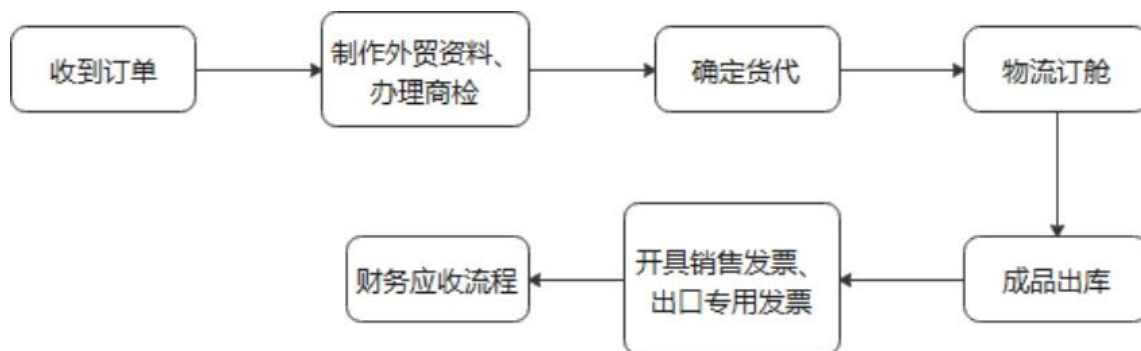 收到订单
制作外贸资料、
办理商检
确定货代
物流订舱
成品出库
开具销售发票、
出口专用发票
财务应收流程